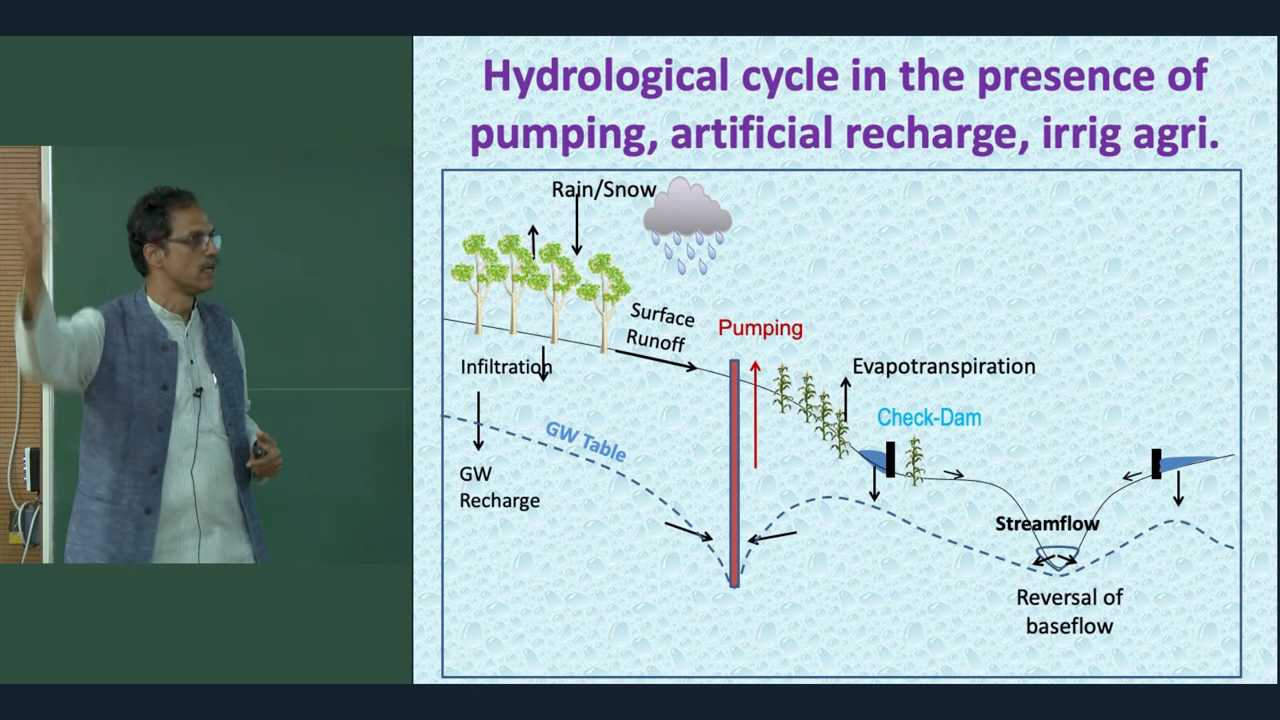 Hydrological cycle in the presence of
pumping, artificial recharge, irrig agri.
Rain/Snow
Surface
Runoff
Pumping
Infiltration
Evapotranspiration
Check-Dam
GW Table
GW
Recharge
Streamflow
Reversal of
baseflow